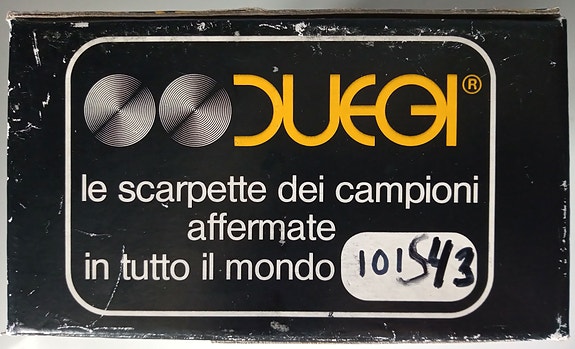 DUEGI®
le scarpette dei campioni
affermate
in tutto il mondo 101543